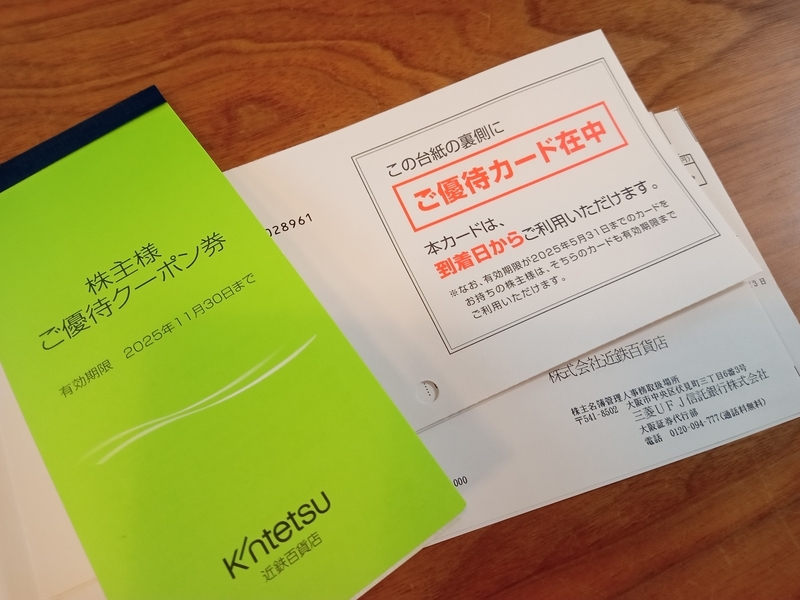 株主様
ご優待クーポン券
有効期限 2025年11月30日まで
Kintetsu
近鉄百貨店
028961
この台紙の裏側に
ご優待カード在中
本カードは、
到着日からご利用いただけます。
※なお、有効期限が2025年5月31日までのカードを
お持ちの株主様は、そちらのカードも有効期限まで
ご利用いただけます。
3日
株式会社近鉄百貨店
株主名簿管理人事務取扱場所
〒541-8502 大阪市中央区伏見町三丁目6番3号
三菱UFJ信託銀行株式会社
大阪証券代行部
電話 0120-094-777(通話料無料)
000